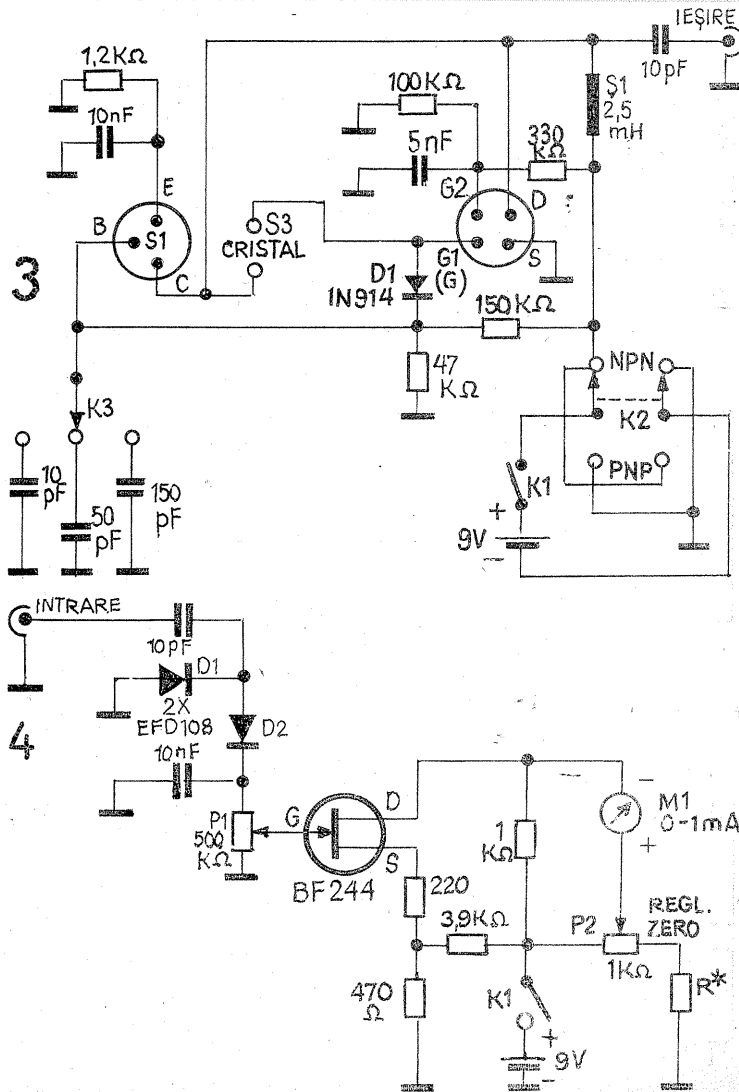 IEȘIRE
10pF
1,2KΩ
10nF
100KΩ
5nF
330
KΩ
Ș1
2,5
mH
E
B
S1
C
S3
CRISTAL
G2
D
G1
(G)
S
D1
1N914
3
150KΩ
47
KΩ
NPN
K2
PNP
K1
+
9V
−
K3
10
pF
50
pF
150
pF
INTRARE
10pF
D1
2X
EFD108
D2
4
10nF
P1
500
KΩ
G
D
S
BF244
1
KΩ
−
M1
0-1mA
+
220
3,9KΩ
P2
REGL.
ZERO
1KΩ
470
Ω
K1
R*
+
9V
−